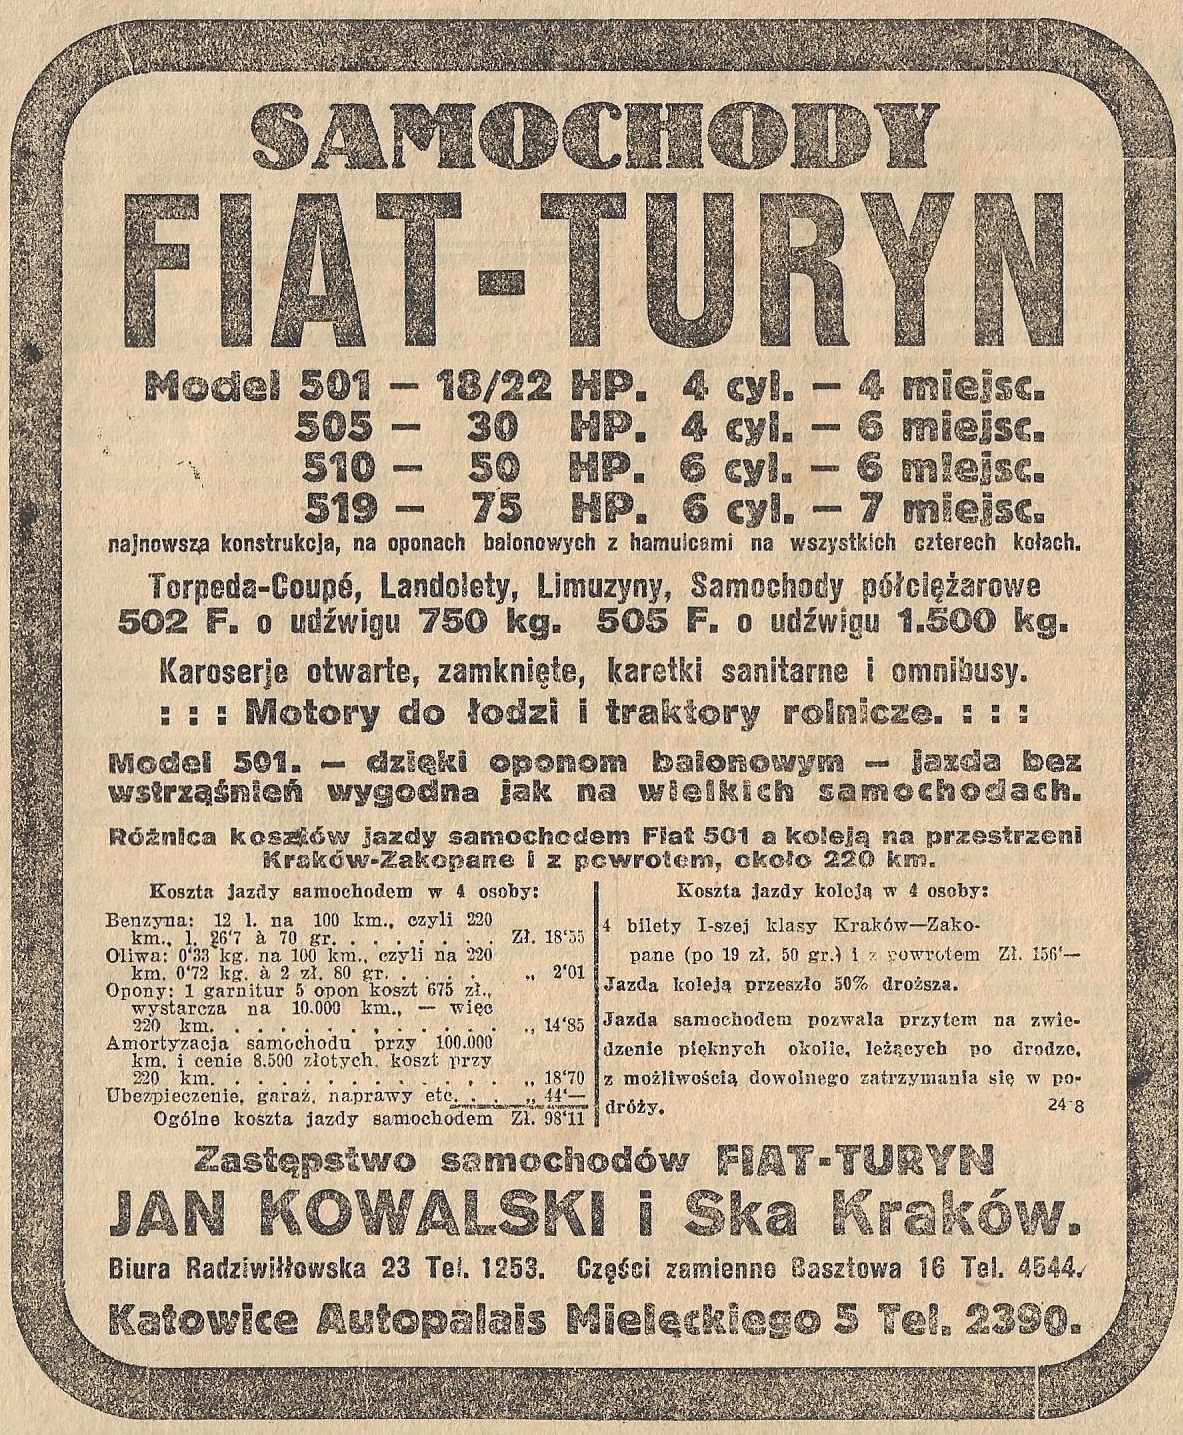 SAMOCHODY
FIAT-TURYN
Model 501 — 18/22 HP. 4 cyl. — 4 miejsc.
505 — 30 HP. 4 cyl. — 6 miejsc.
510 — 50 HP. 6 cyl. — 6 miejsc.
519 — 75 HP. 6 cyl. — 7 miejsc.
najnowsza konstrukcja, na oponach balonowych z hamulcami na wszystkich czterech kołach.
Torpeda-Coupé, Landolety, Limuzyny, Samochody półciężarowe
502 F. o udźwigu 750 kg. 505 F. o udźwigu 1.500 kg.
Karoserje otwarte, zamknięte, karetki sanitarne i omnibusy.
: : : Motory do łodzi i traktory rolnicze. : : :
Model 501. — dzięki oponom balonowym — jazda bez
wstrząśnień wygodna jak na wielkich samochodach.
Różnica kosztów jazdy samochodem Fiat 501 a koleją na przestrzeni
Kraków-Zakopane i z powrotem, około 220 km.
Koszta jazdy samochodem w 4 osoby:
Benzyna: 12 l. na 100 km., czyli 220
km., l. 26'7 à 70 gr. . . . . . . . Zł. 18'55
Oliwa: 0'33 kg. na 100 km., czyli na 220
km. 0'72 kg. à 2 zł. 80 gr. . . . . „ 2'01
Opony: 1 garnitur 5 opon koszt 675 zł.,
wystarcza na 10.000 km., — więc
220 km. . . . . . . . . . . . . „ 14'85
Amortyzacja samochodu przy 100.000
km. i cenie 8.500 złotych, koszt przy
220 km. . . . . . . . . . . . . „ 18'70
Ubezpieczenie, garaż, naprawy etc. . . „ 44'—
Ogólne koszta jazdy samochodem Zł. 98'11
Koszta jazdy koleją w 4 osoby:
4 bilety I-szej klasy Kraków—Zako-
pane (po 19 zł. 50 gr.) i z powrotem Zł. 156'—
Jazda koleją przeszło 50% droższa.
Jazda samochodem pozwala przytem na zwie-
dzenie pięknych okolic, leżących po drodze,
z możliwością dowolnego zatrzymania się w po-
dróży. 24-8
Zastępstwo samochodów FIAT-TURYN
JAN KOWALSKI i Ska Kraków.
Biura Radziwiłłowska 23 Tel. 1253. Części zamienne Basztowa 16 Tel. 4544.
Katowice Autopalais Mielęckiego 5 Tel. 2390.